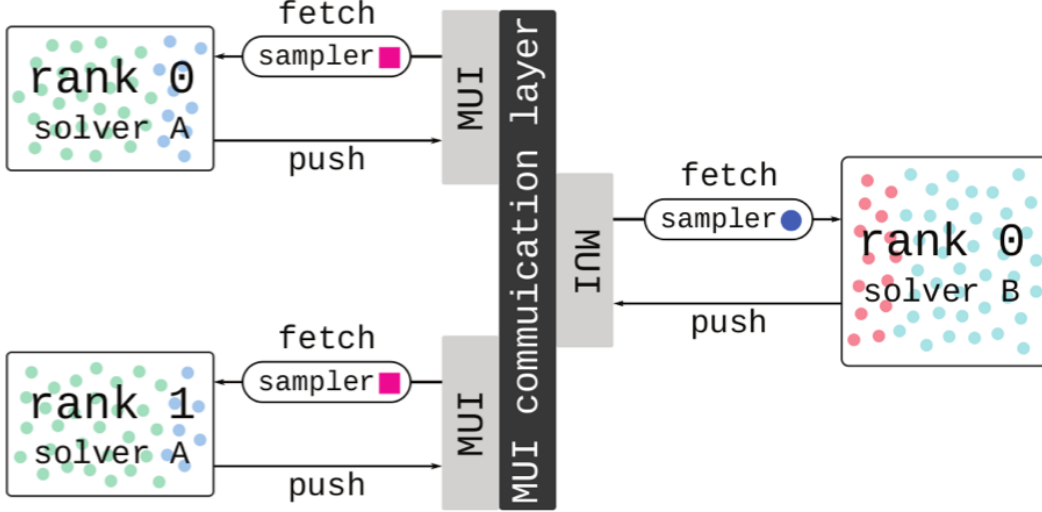 fetch
sampler
rank 0
solver A
push
MUI
MUI commuication layer
fetch
sampler
MUI
rank 0
solver B
push
fetch
sampler
rank 1
solver A
push
MUI